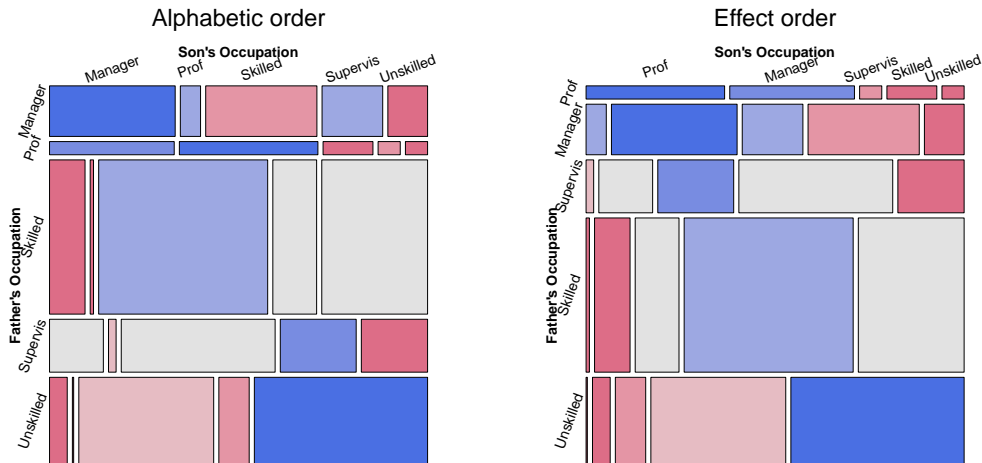 Alphabetic order
Son's Occupation
Manager Prof Skilled Supervis Unskilled
Father's Occupation
Manager
Prof
Skilled
Supervis
Unskilled
Effect order
Son's Occupation
Prof Manager Supervis Skilled Unskilled
Father's Occupation
Prof
Manager
Supervis
Skilled
Unskilled